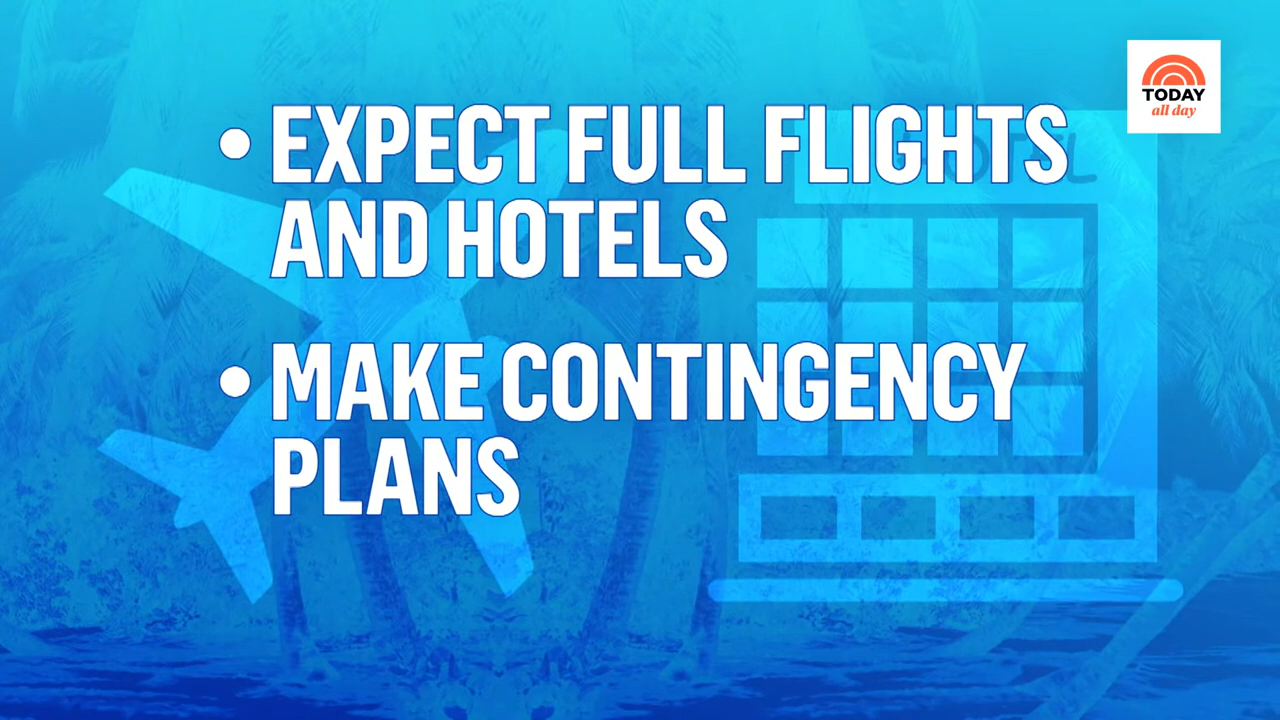 TODAY
all day
• EXPECT FULL FLIGHTS
AND HOTELS
• MAKE CONTINGENCY
PLANS